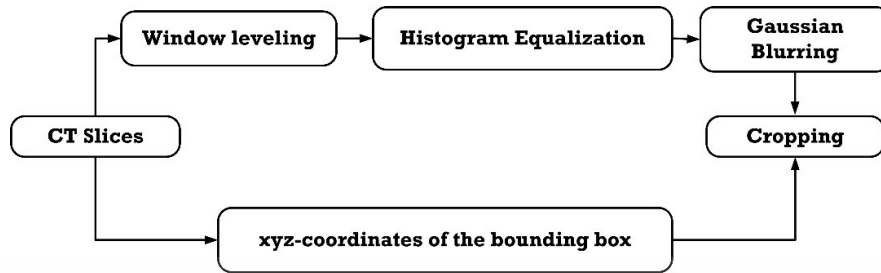 Window leveling
Histogram Equalization
Gaussian
Blurring
CT Slices
Cropping
xyz-coordinates of the bounding box